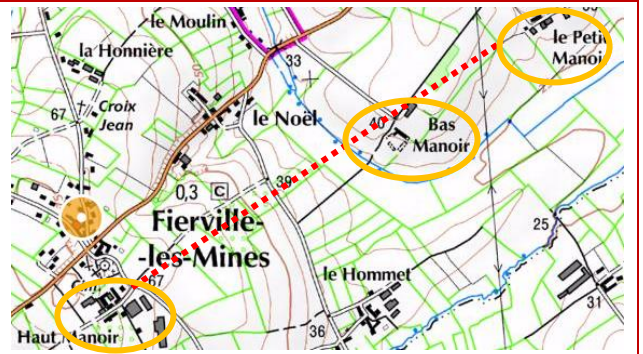 le Moulin
la Honnière
33
le Petit
Manoir
67
Croix
Jean
le Noël
40
Bas
Manoir
0,3 C
39
Fierville-
-les-Mines
25
67
le Hommet
31
Haut Manoir
36